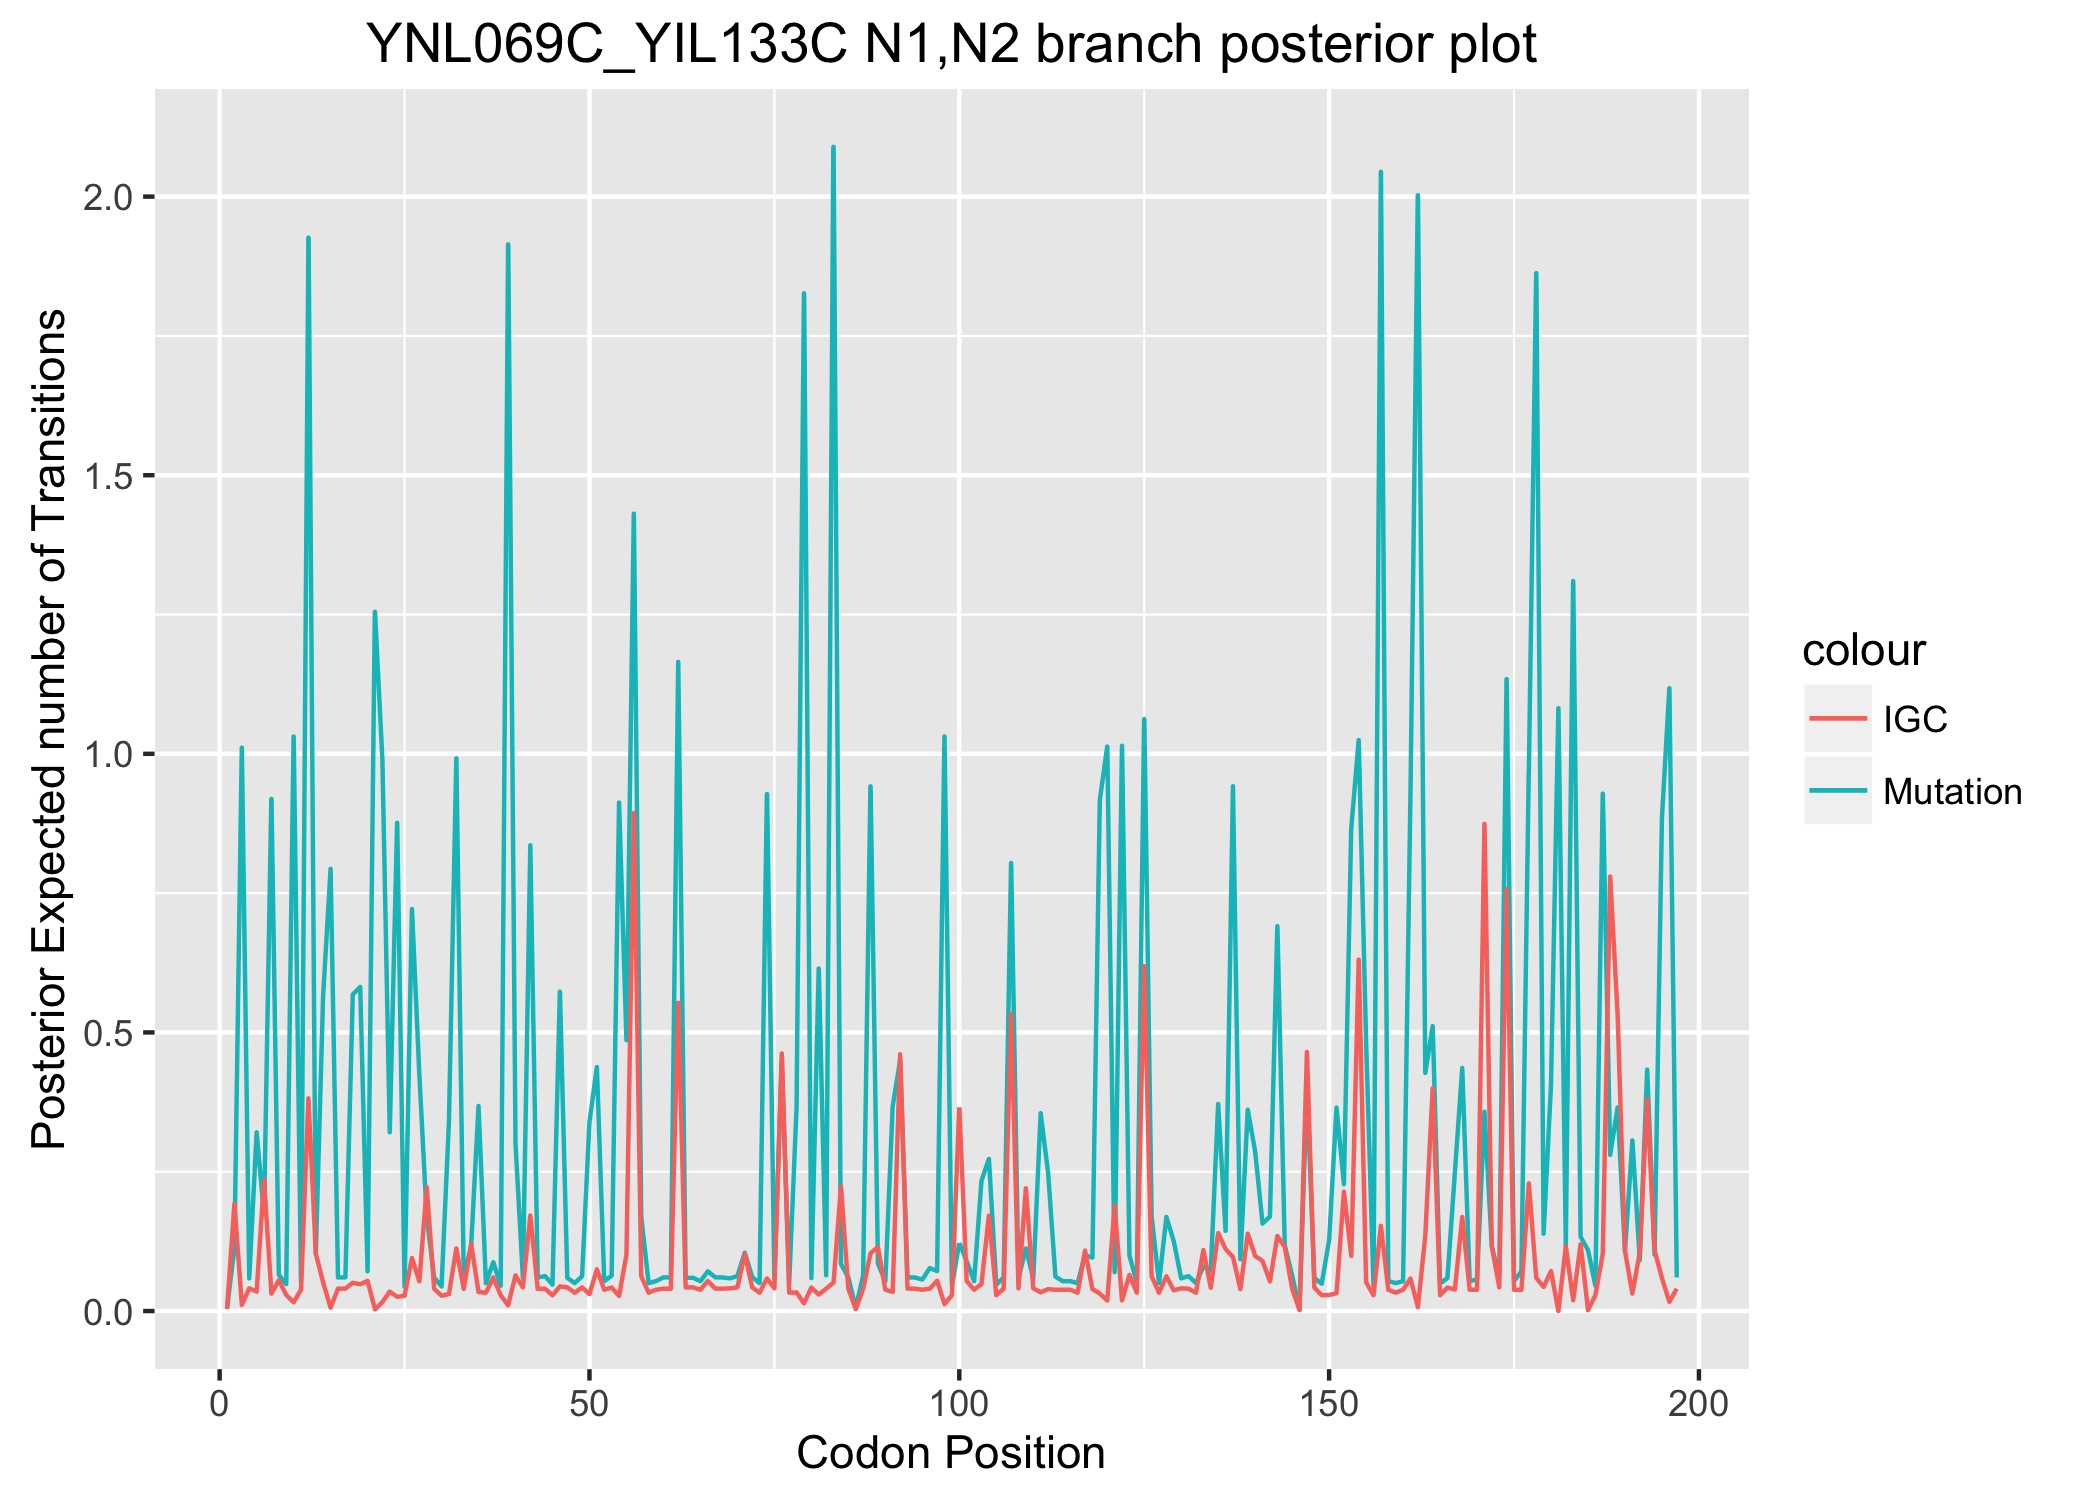 YNL069C_YIL133C N1,N2 branch posterior plot
Posterior Expected number of Transitions
2.0
1.5
1.0
0.5
0.0
0
50
100
150
200
Codon Position
colour
IGC
Mutation